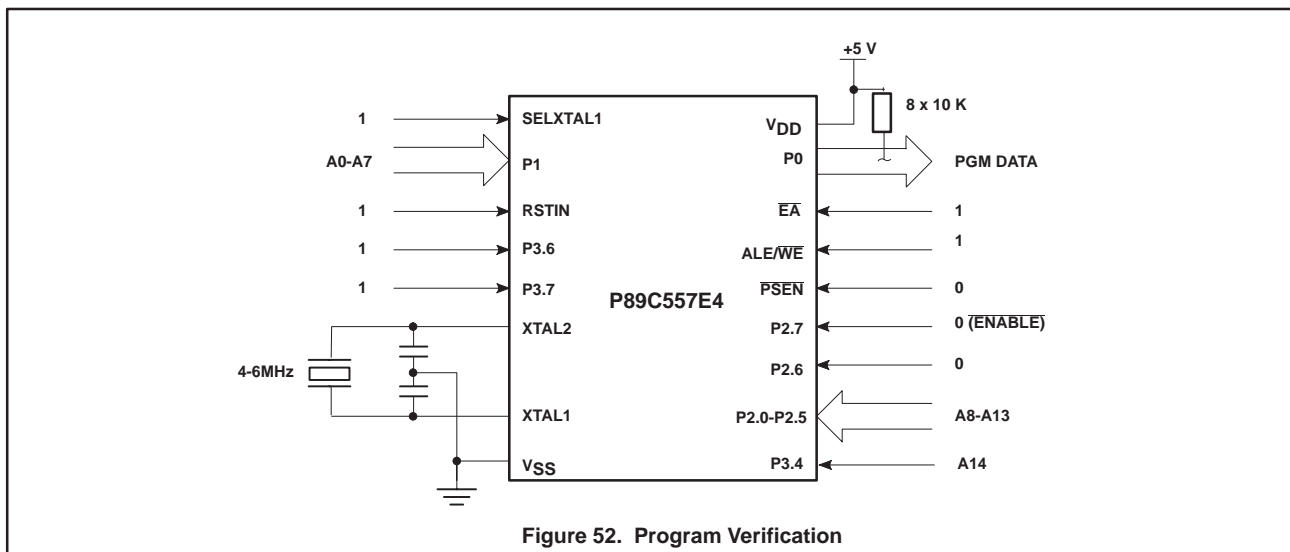 +5 V
8 x 10 K
1
SELXTAL1
VDD
A0-A7
P1
P0
PGM DATA
1
RSTIN
EA
1
1
P3.6
ALE/WE
1
1
P3.7
PSEN
0
P89C557E4
XTAL2
P2.7
0 (ENABLE)
4-6MHz
P2.6
0
XTAL1
P2.0-P2.5
A8-A13
VSS
P3.4
A14
Figure 52. Program Verification